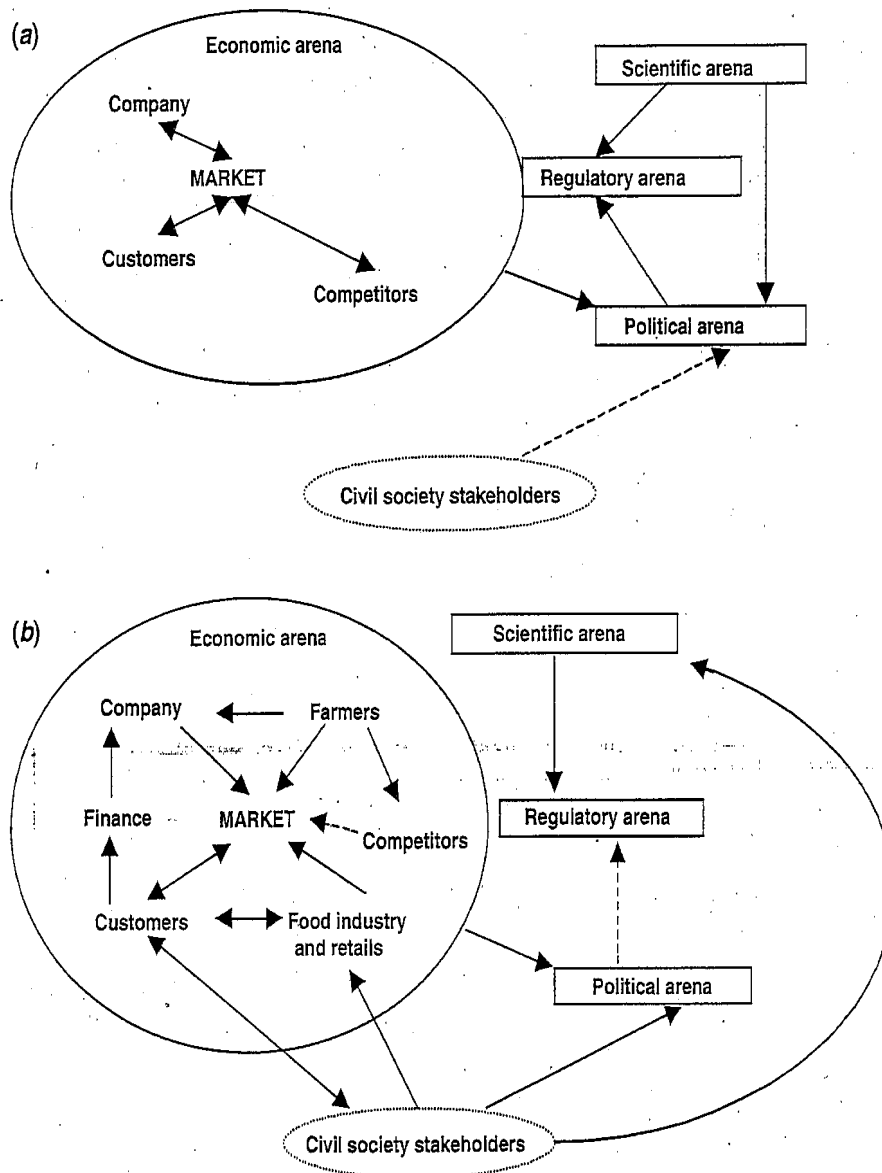 (a)
Economic arena
Scientific arena
Company
MARKET
Regulatory arena
Customers
Competitors
Political arena
Civil society stakeholders
(b)
Economic arena
Scientific arena
Company
Farmers
Finance
MARKET
Regulatory arena
Competitors
Customers
Food industry
and retails
Political arena
Civil society stakeholders